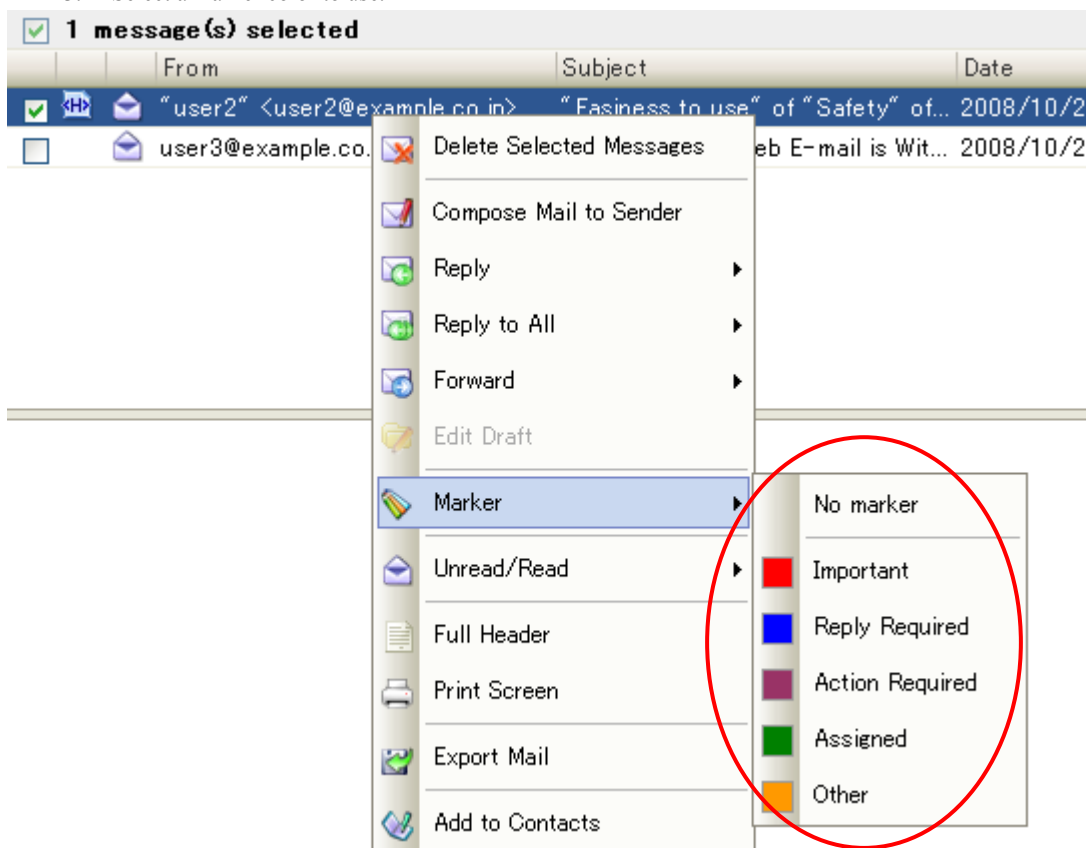 1 message(s) selected
From Subject Date
"user2" <user2@example.co.jp> "Easiness to use" of "Safety" of... 2008/10/2
user3@example.co. eb E-mail is Wit... 2008/10/2
Delete Selected Messages
Compose Mail to Sender
Reply
Reply to All
Forward
Edit Draft
Marker
No marker
Unread/Read
Important
Full Header
Reply Required
Print Screen
Action Required
Export Mail
Assigned
Add to Contacts
Other